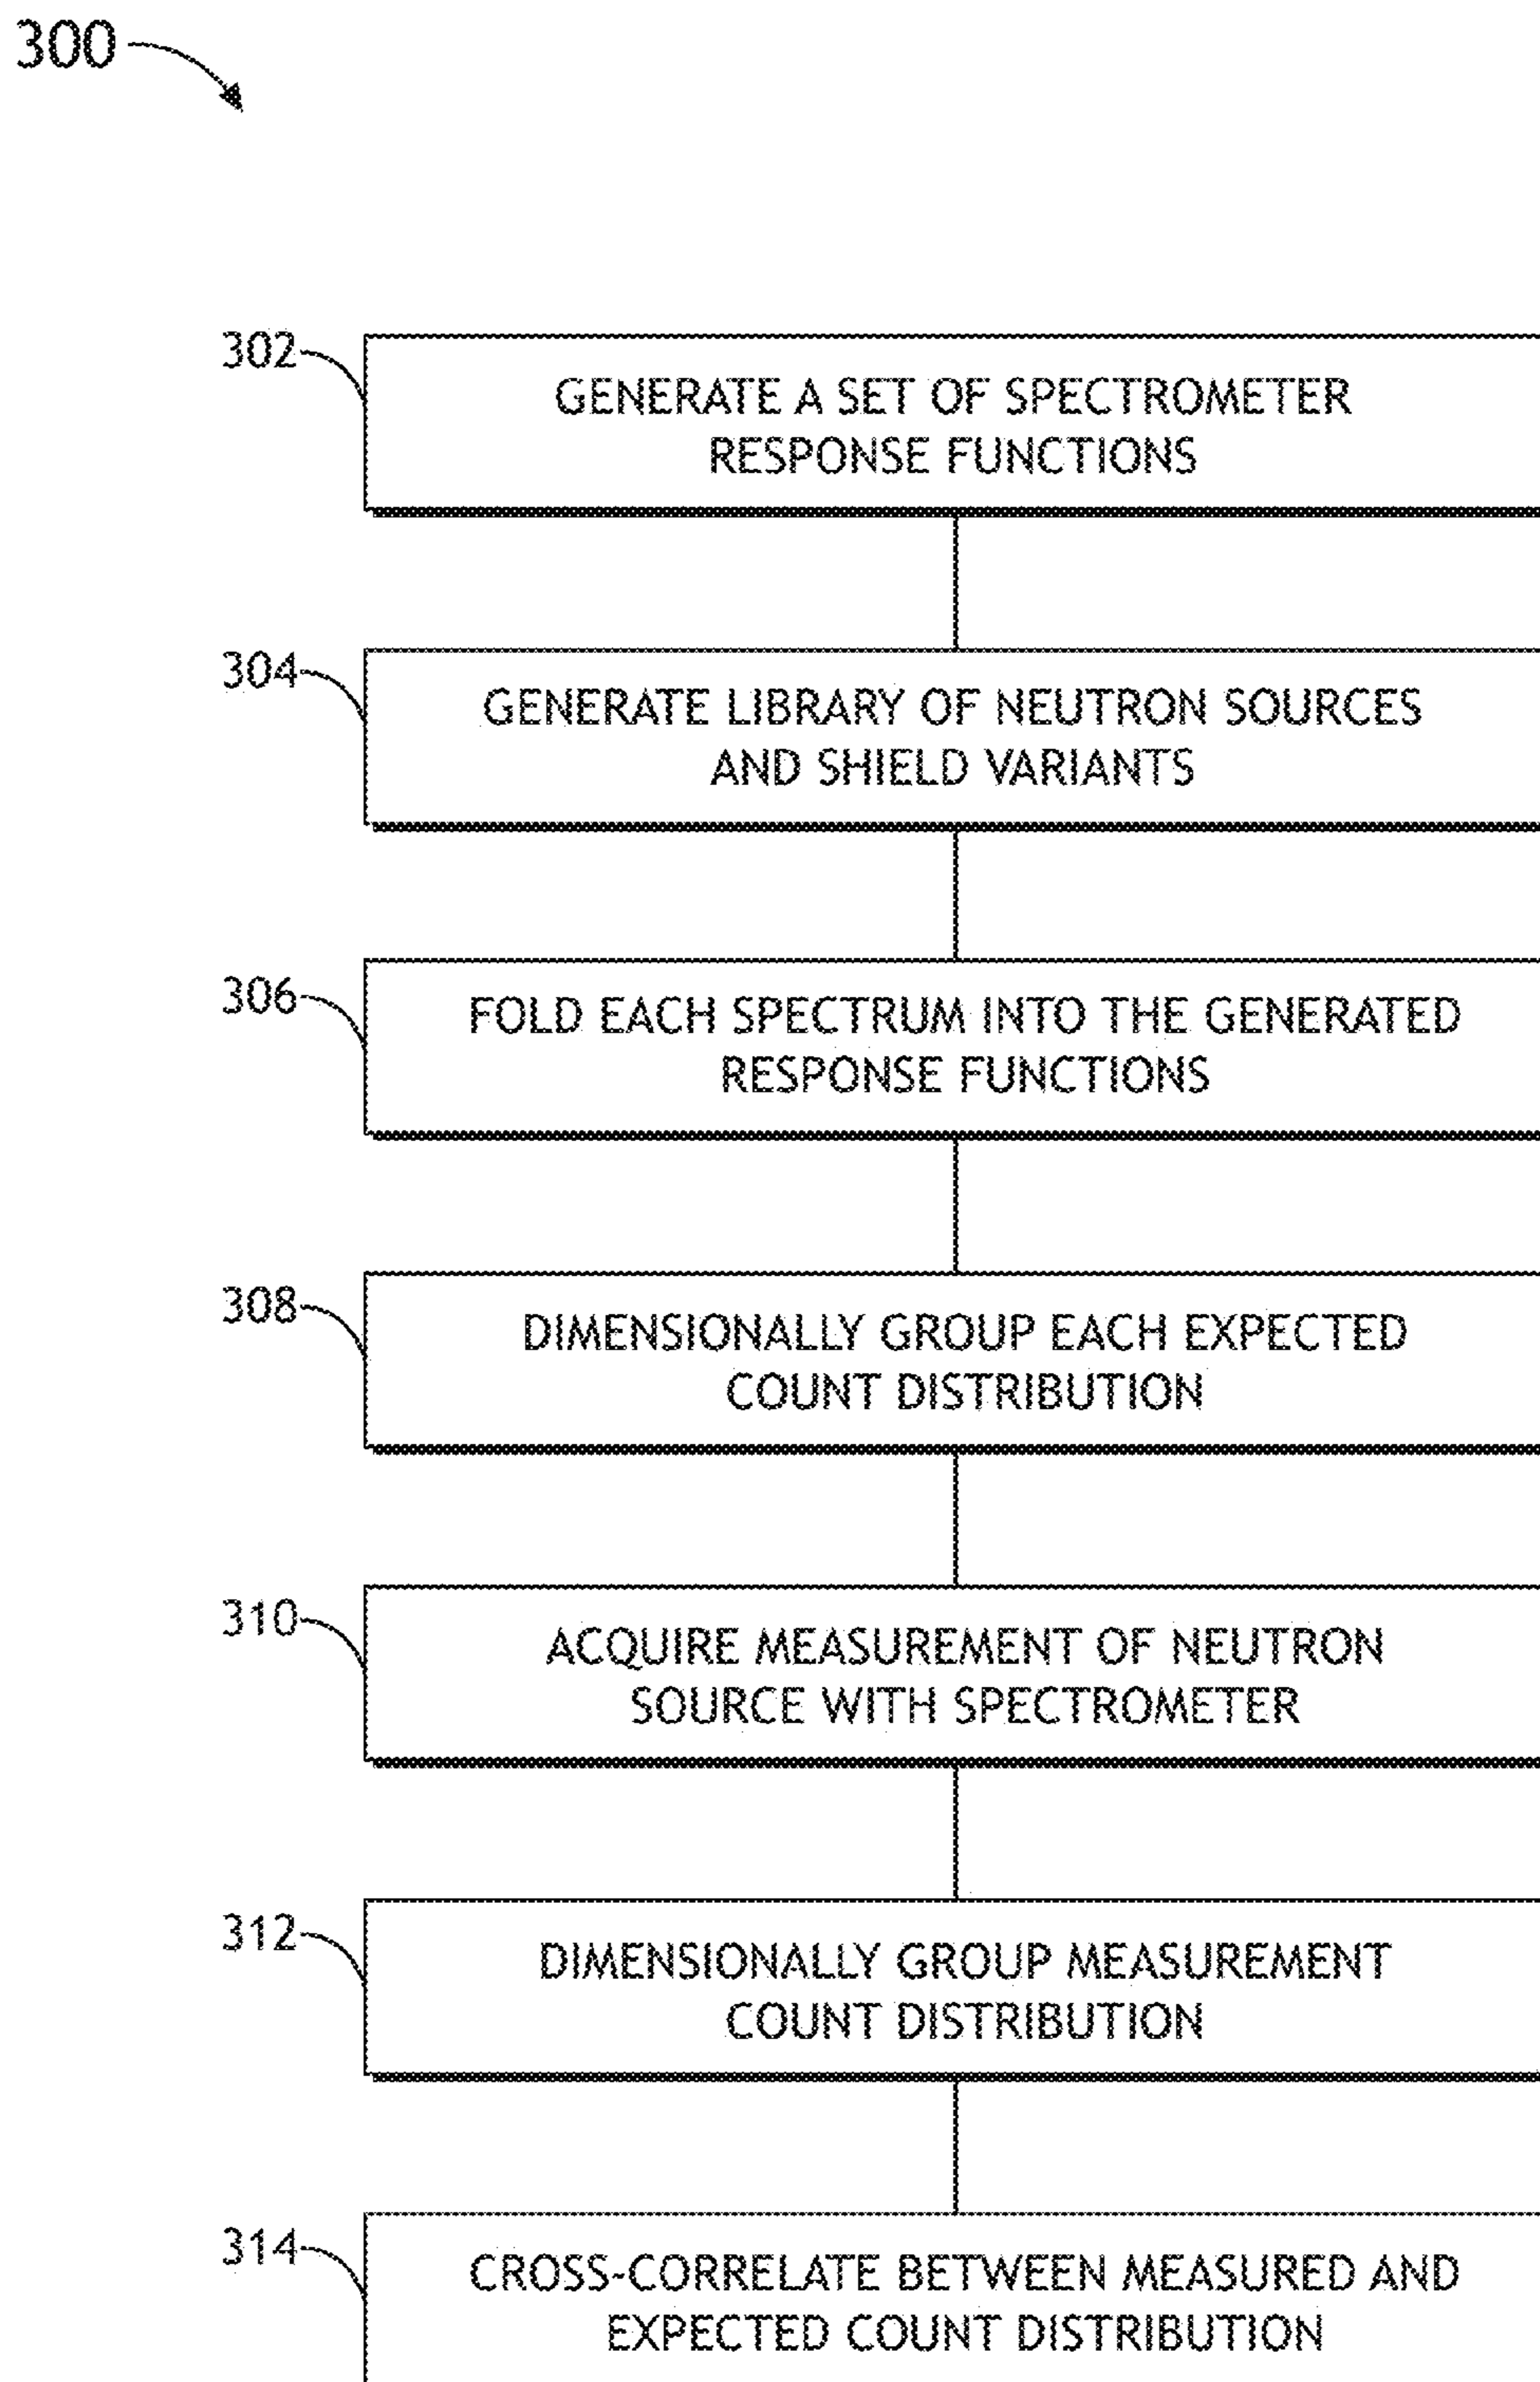 300
302
GENERATE A SET OF SPECTROMETER
RESPONSE FUNCTIONS
304
GENERATE LIBRARY OF NEUTRON SOURCES
AND SHIELD VARIANTS
306
FOLD EACH SPECTRUM INTO THE GENERATED
RESPONSE FUNCTIONS
308
DIMENSIONALLY GROUP EACH EXPECTED
COUNT DISTRIBUTION
310
ACQUIRE MEASUREMENT OF NEUTRON
SOURCE WITH SPECTROMETER
312
DIMENSIONALLY GROUP MEASUREMENT
COUNT DISTRIBUTION
314
CROSS-CORRELATE BETWEEN MEASURED AND
EXPECTED COUNT DISTRIBUTION